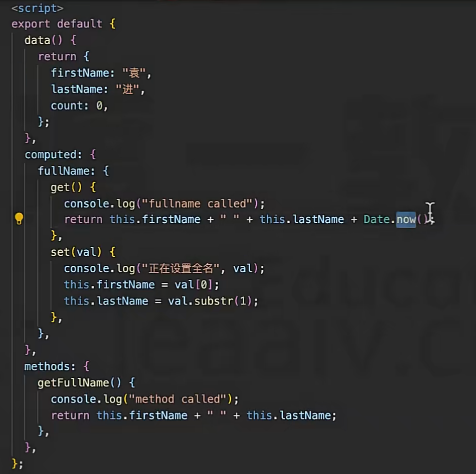 <script>
export default {
  data() {
    return {
      firstName: "袁",
      lastName: "进",
      count: 0,
    };
  },
  computed: {
    fullName: {
      get() {
        console.log("fullname called");
        return this.firstName + " " + this.lastName + Date.now();
      },
      set(val) {
        console.log("正在设置全名", val);
        this.firstName = val[0];
        this.lastName = val.substr(1);
      },
    },
  },
  methods: {
    getFullName() {
      console.log("method called");
      return this.firstName + " " + this.lastName;
    },
  },
};